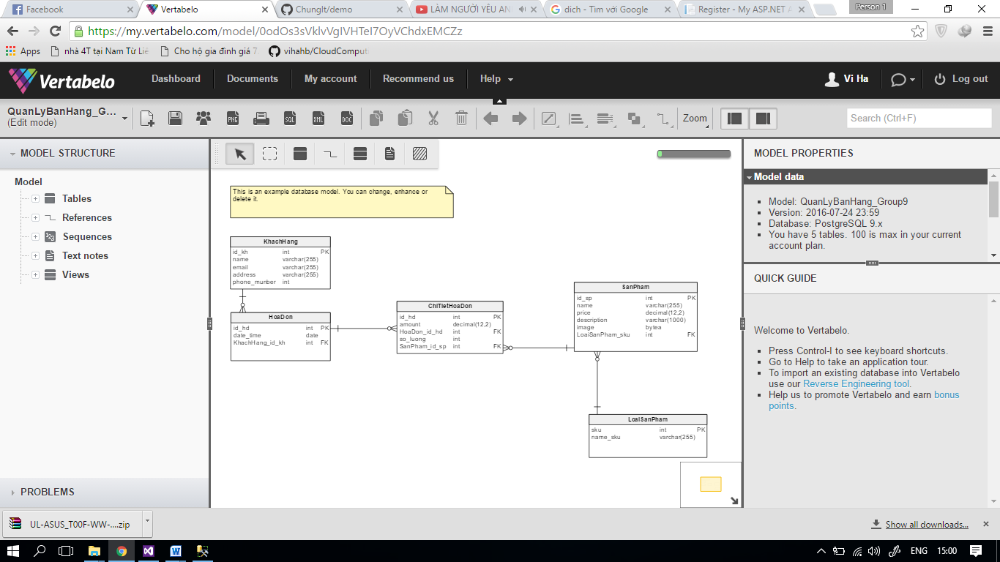 Facebook
Vertabelo
ChungIt/demo
LÀM NGƯỜI YÊU AN
dich - Tìm với Google
Register - My ASP.NET A
Person 1
https://my.vertabelo.com/model/0odOs3sVklvVgIVHTeI7OyVChdxEMCZz
Apps
nhà 4T tại Nam Từ Liê
Cho hộ gia đình giá 7.
vihahb/CloudComputi
Vertabelo
Dashboard
Documents
My account
Recommend us
Help
Vi Ha
Log out
QuanLyBanHang_G...
(Edit mode)
PNG
SQL
XML
DOC
Zoom
Search (Ctrl+F)
MODEL STRUCTURE
Model
Tables
References
123 Sequences
Text notes
Views
PROBLEMS
This is an example database model. You can change, enhance or
delete it.
KhachHang
id_kh int PK
name varchar(255)
email varchar(255)
address varchar(255)
phone_munber int
HoaDon
id_hd int PK
date_time date
KhachHang_id_kh int FK
ChiTietHoaDon
id_hd int PK
amount decimal(12,2)
HoaDon_id_hd int FK
so_luong int
SanPham_id_sp int FK
SanPham
id_sp int PK
name varchar(255)
price decimal(12,2)
description varchar(1000)
image bytea
LoaiSanPham_sku int FK
LoaiSanPham
sku int PK
name_sku varchar(255)
MODEL PROPERTIES
Model data
Model: QuanLyBanHang_Group9
Version: 2016-07-24 23:59
Database: PostgreSQL 9.x
You have 5 tables. 100 is max in your current
account plan.
QUICK GUIDE
Welcome to Vertabelo.
Press Control-I to see keyboard shortcuts.
Go to Help to take an application tour.
To import an existing database into Vertabelo
use our Reverse Engineering tool.
Help us to promote Vertabelo and earn bonus
points.
UL-ASUS_T00F-WW-....zip
Show all downloads...
ENG
15:00